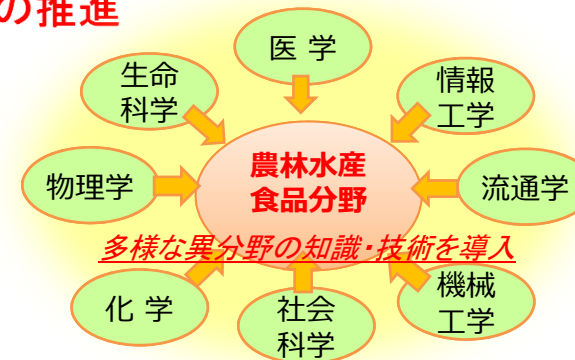 の推進
医 学
生命
科学
情報
工学
物理学
農林水産
食品分野
流通学
多様な異分野の知識・技術を導入
化 学
社会
科学
機械
工学